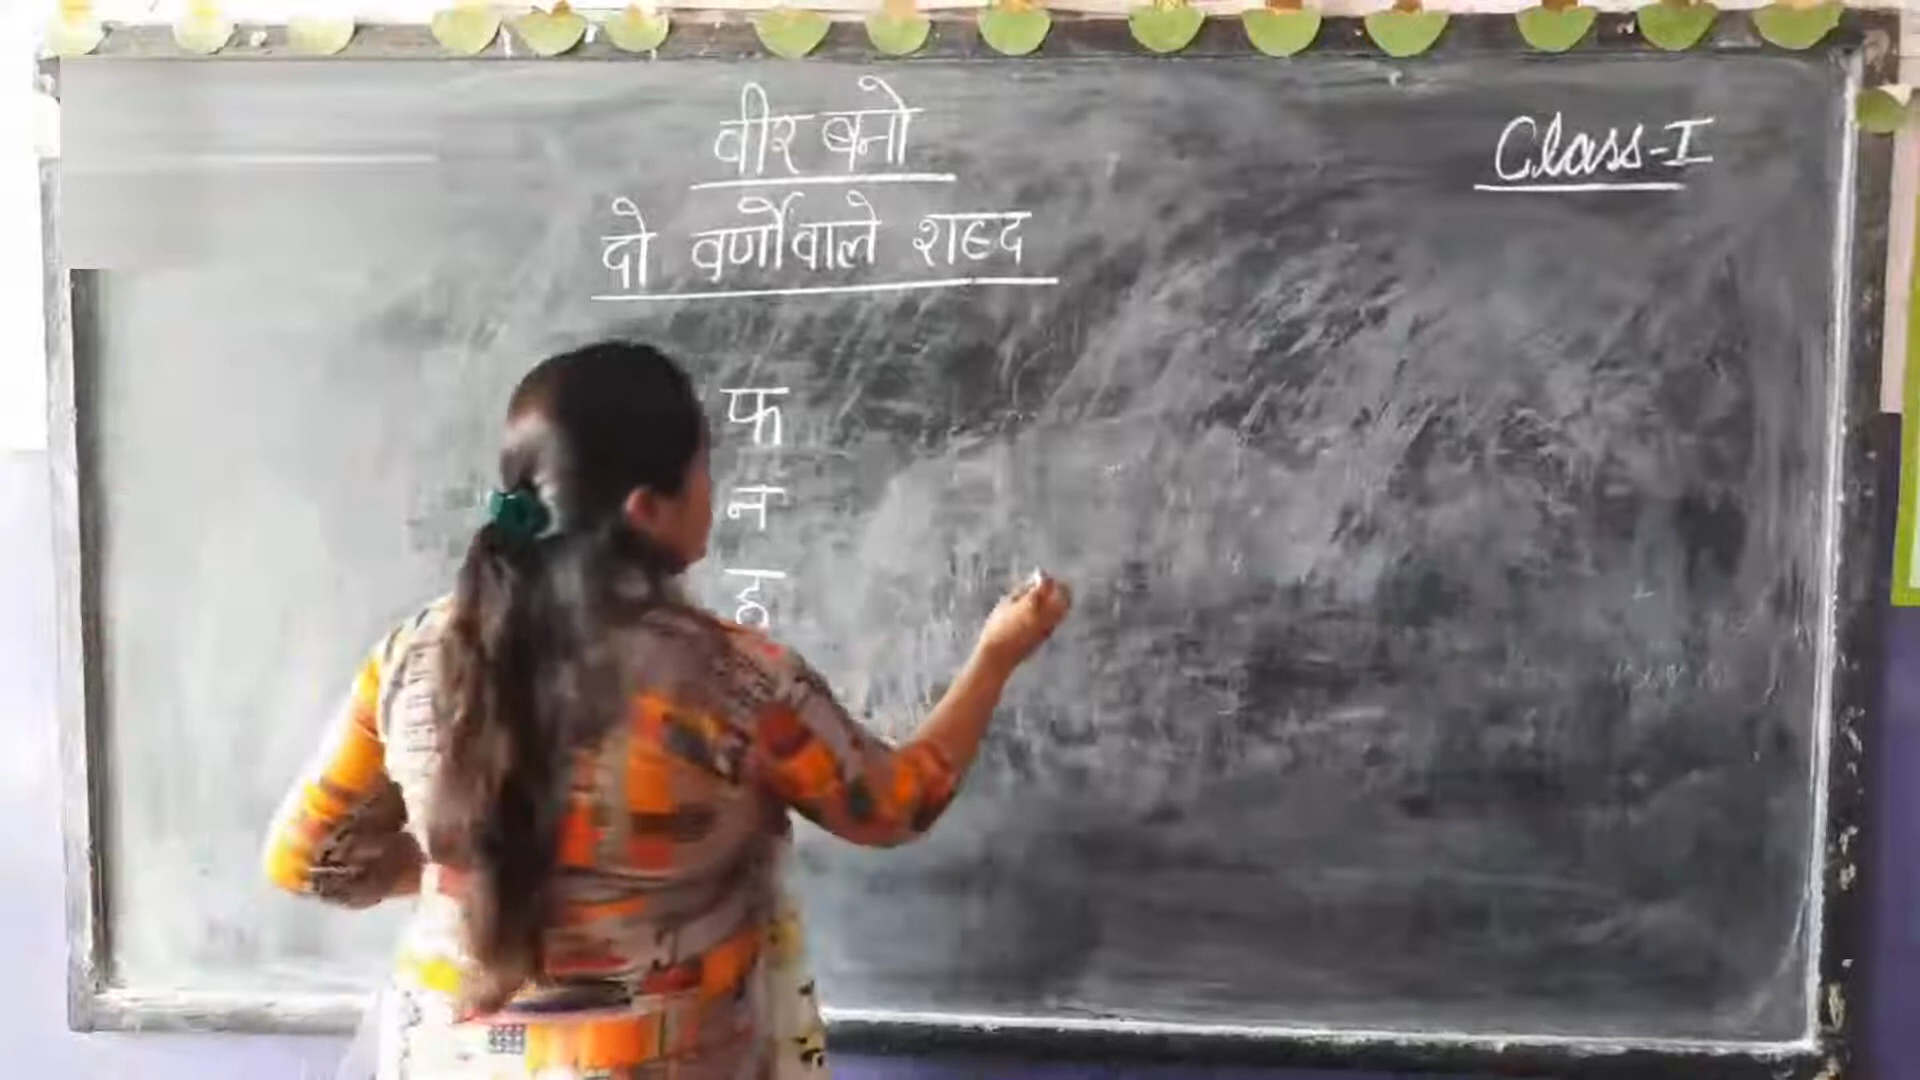 वीर बनो
Class-I
दो वर्णोंवाले शब्द
फ
न
ह